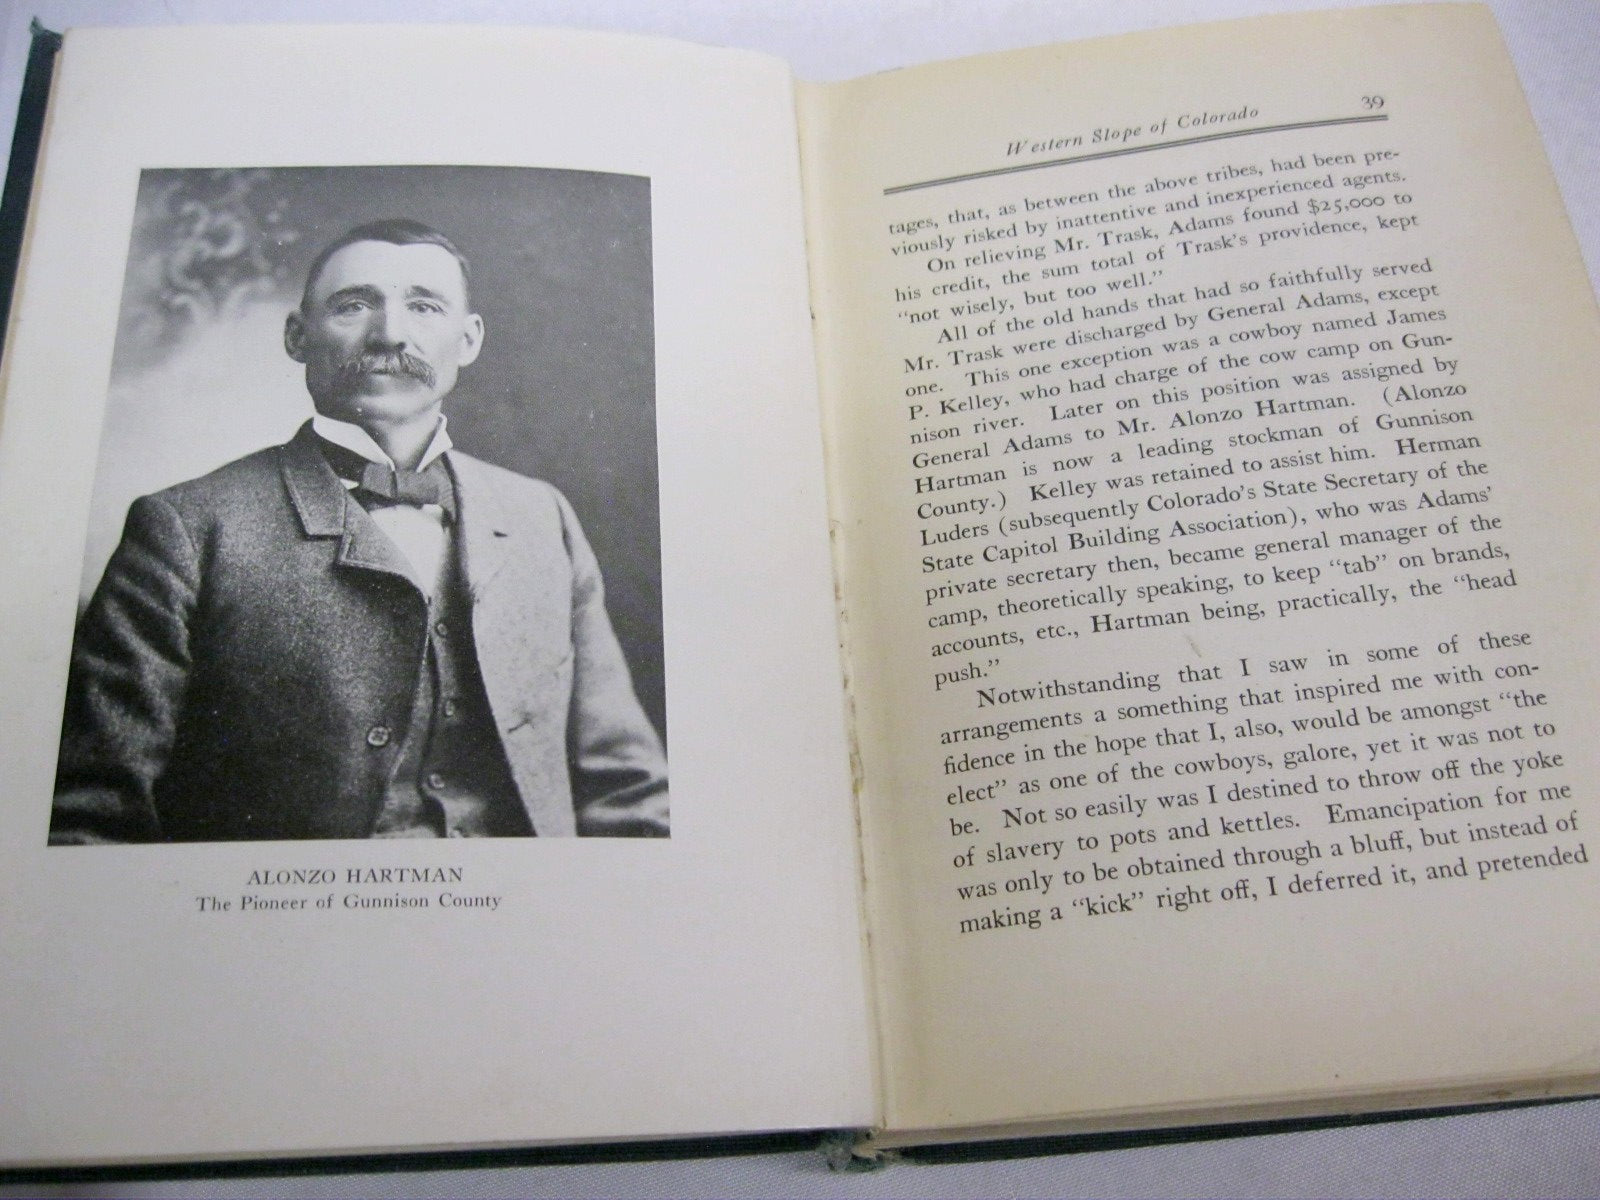 ALONZO HARTMAN
The Pioneer of Gunnison County
Western Slope of Colorado 39
tages, that, as between the above tribes, had been pre-
viously risked by inattentive and inexperienced agents.
On relieving Mr. Trask, Adams found $25,000 to
his credit, the sum total of Trask's providence, kept
"not wisely, but too well."
All of the old hands that had so faithfully served
Mr. Trask were discharged by General Adams, except
one. This one exception was a cowboy named James
P. Kelley, who had charge of the cow camp on Gun-
nison river. Later on this position was assigned by
General Adams to Mr. Alonzo Hartman. (Alonzo
Hartman is now a leading stockman of Gunnison
County.) Kelley was retained to assist him. Herman
Luders (subsequently Colorado's State Secretary of the
State Capitol Building Association), who was Adams'
private secretary then, became general manager of the
camp, theoretically speaking, to keep "tab" on brands,
accounts, etc., Hartman being, practically, the "head
push."
Notwithstanding that I saw in some of these
arrangements a something that inspired me with con-
fidence in the hope that I, also, would be amongst "the
elect" as one of the cowboys, galore, yet it was not to
be. Not so easily was I destined to throw off the yoke
of slavery to pots and kettles. Emancipation for me
was only to be obtained through a bluff, but instead of
making a "kick" right off, I deferred it, and pretended